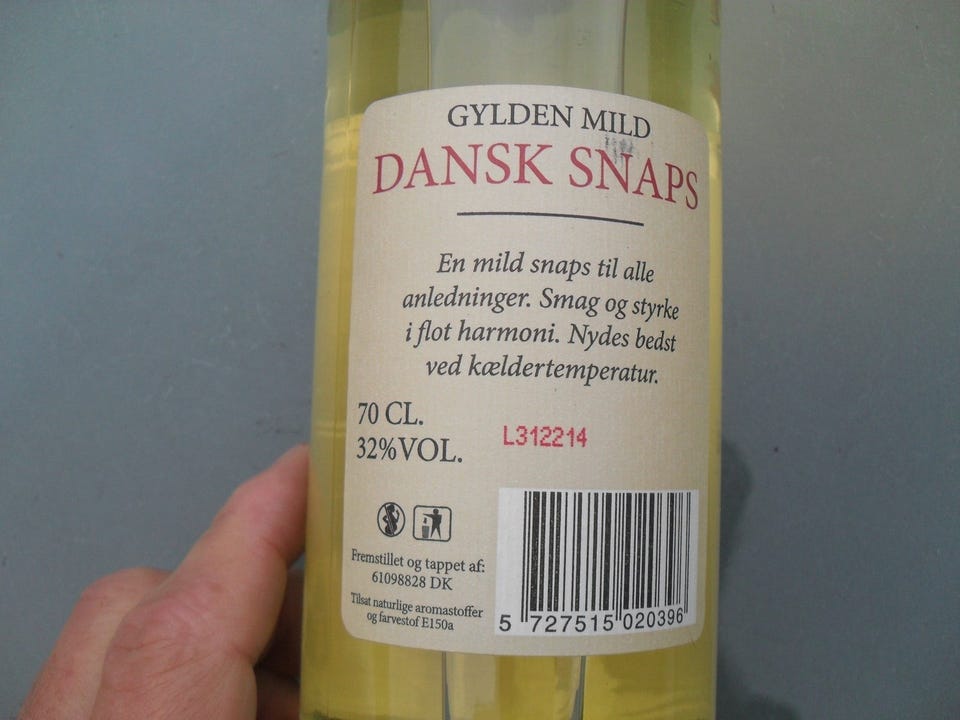 GYLDEN MILD
DANSK SNAPS
En mild snaps til alle
anledninger. Smag og styrke
i flot harmoni. Nydes bedst
ved kældertemperatur.
70 CL.
32%VOL.
L312214
Fremstillet og tappet af:
61098828 DK
Tilsat naturlige aromastoffer
og farvestof E150a
5 727515 020396